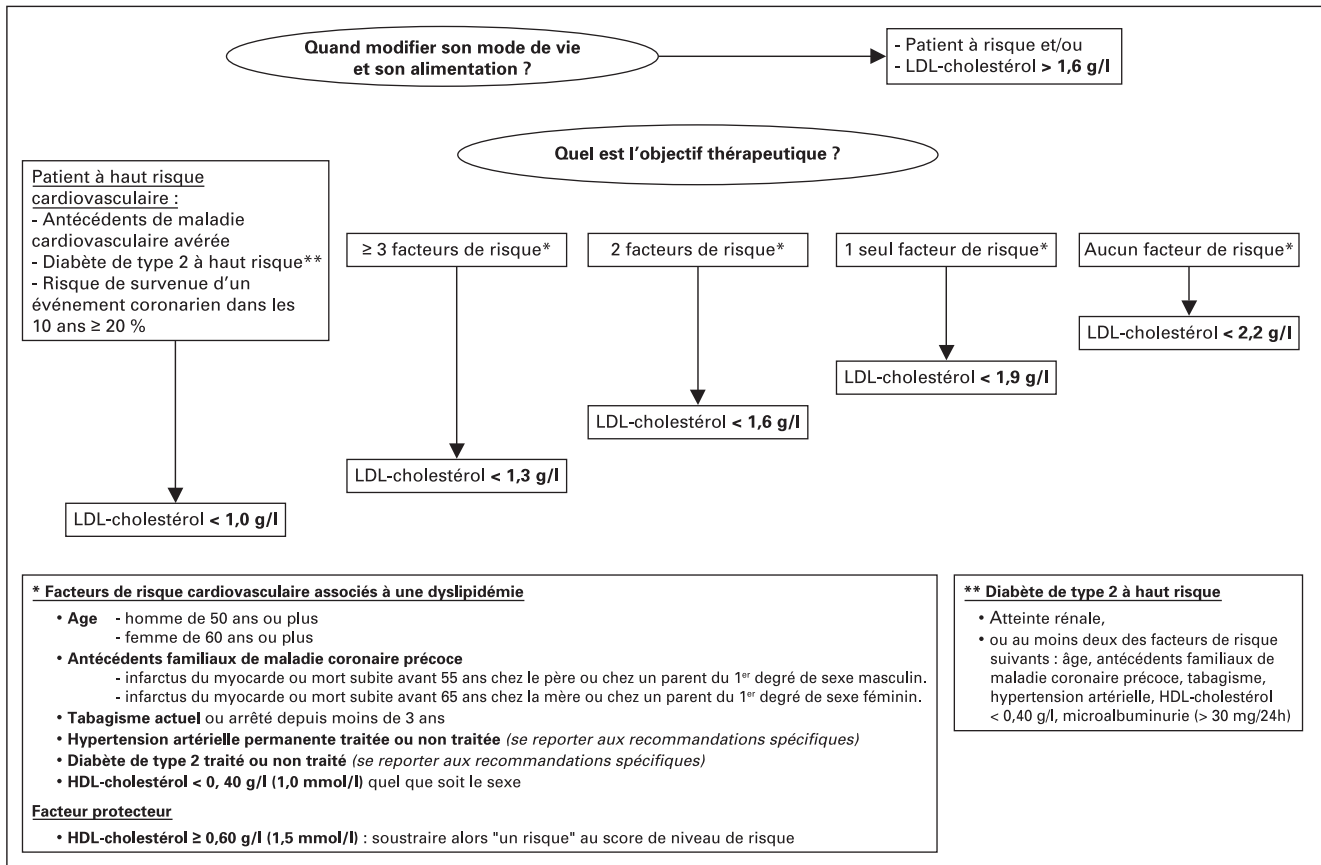 Quand modifier son mode de vie
et son alimentation ?
- Patient à risque et/ou
- LDL-cholestérol > 1,6 g/l
Quel est l’objectif thérapeutique ?
Patient à haut risque
cardiovasculaire :
- Antécédents de maladie
cardiovasculaire avérée
- Diabète de type 2 à haut risque**
- Risque de survenue d’un
événement coronarien dans les
10 ans ≥ 20 %
≥ 3 facteurs de risque*
2 facteurs de risque*
1 seul facteur de risque*
Aucun facteur de risque*
LDL-cholestérol < 2,2 g/l
LDL-cholestérol < 1,9 g/l
LDL-cholestérol < 1,6 g/l
LDL-cholestérol < 1,3 g/l
LDL-cholestérol < 1,0 g/l
* Facteurs de risque cardiovasculaire associés à une dyslipidémie
• Age - homme de 50 ans ou plus
- femme de 60 ans ou plus
• Antécédents familiaux de maladie coronaire précoce
- infarctus du myocarde ou mort subite avant 55 ans chez le père ou chez un parent du 1er degré de sexe masculin.
- infarctus du myocarde ou mort subite avant 65 ans chez la mère ou chez un parent du 1er degré de sexe féminin.
• Tabagisme actuel ou arrêté depuis moins de 3 ans
• Hypertension artérielle permanente traitée ou non traitée (se reporter aux recommandations spécifiques)
• Diabète de type 2 traité ou non traité (se reporter aux recommandations spécifiques)
• HDL-cholestérol < 0, 40 g/l (1,0 mmol/l) quel que soit le sexe
Facteur protecteur
• HDL-cholestérol ≥ 0,60 g/l (1,5 mmol/l) : soustraire alors "un risque" au score de niveau de risque
** Diabète de type 2 à haut risque
• Atteinte rénale,
• ou au moins deux des facteurs de risque
suivants : âge, antécédents familiaux de
maladie coronaire précoce, tabagisme,
hypertension artérielle, HDL-cholestérol
< 0,40 g/l, microalbuminurie (> 30 mg/24h)